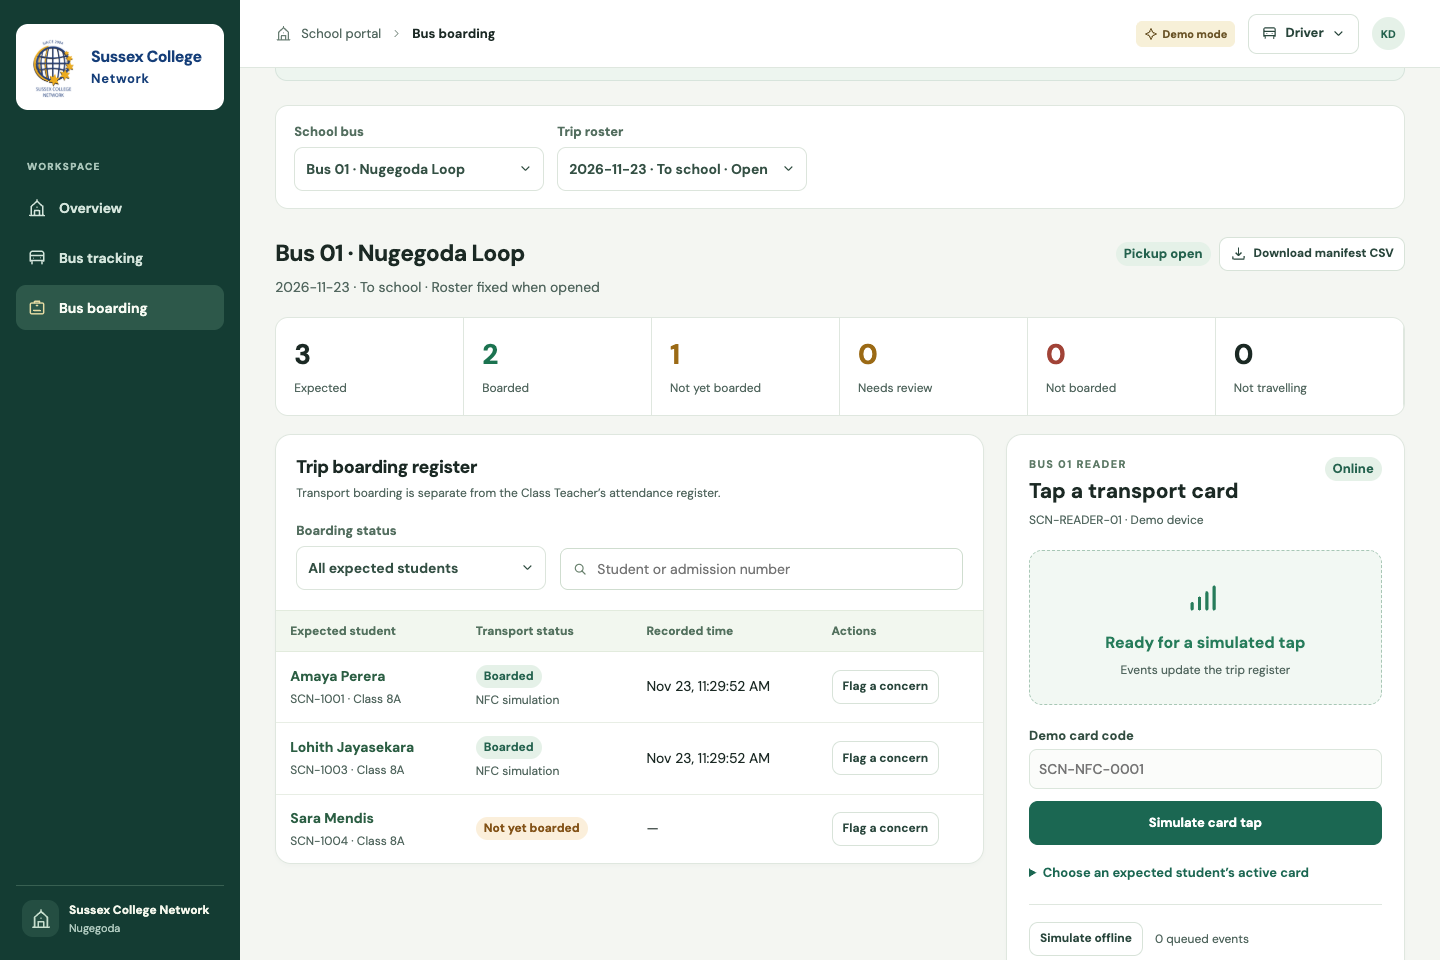 SINCE 1984
SUSSEX COLLEGE
NETWORK
Sussex College
Network
WORKSPACE
Overview
Bus tracking
Bus boarding
Sussex College Network
Nugegoda
School portal
Bus boarding
Demo mode
Driver
KD
School bus
Trip roster
Bus 01 · Nugegoda Loop
2026-11-23 · To school · Open
Bus 01 · Nugegoda Loop
Pickup open
Download manifest CSV
2026-11-23 · To school · Roster fixed when opened
3
2
1
0
0
0
Expected
Boarded
Not yet boarded
Needs review
Not boarded
Not travelling
Trip boarding register
Transport boarding is separate from the Class Teacher's attendance register.
Boarding status
All expected students
Student or admission number
Expected student
Transport status
Recorded time
Actions
Amaya Perera
SCN-1001 · Class 8A
Boarded
NFC simulation
Nov 23, 11:29:52 AM
Flag a concern
Lohith Jayasekara
SCN-1003 · Class 8A
Boarded
NFC simulation
Nov 23, 11:29:52 AM
Flag a concern
Sara Mendis
SCN-1004 · Class 8A
Not yet boarded
—
Flag a concern
BUS 01 READER
Online
Tap a transport card
SCN-READER-01 · Demo device
Ready for a simulated tap
Events update the trip register
Demo card code
SCN-NFC-0001
Simulate card tap
Choose an expected student's active card
Simulate offline
0 queued events